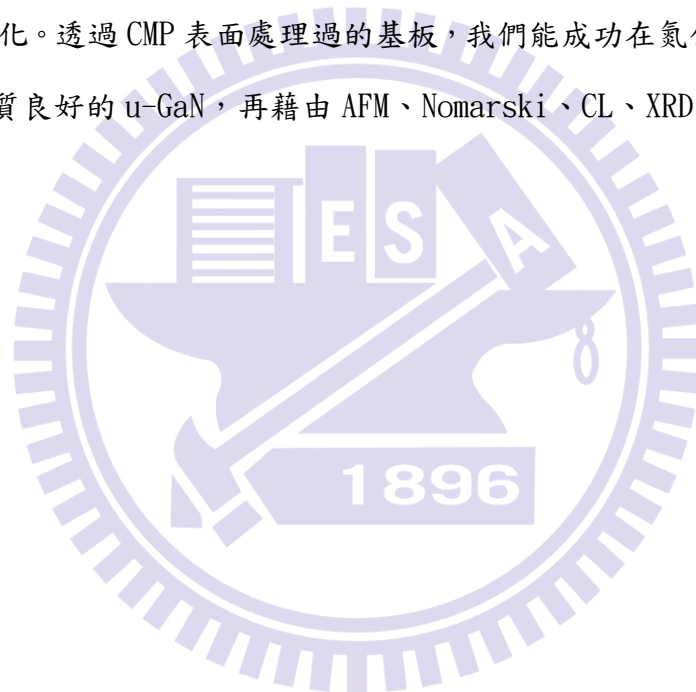 化。透過 CMP 表面處理過的基板，我們能成功在氮
質良好的 u-GaN，再藉由 AFM、Nomarski、CL、XRD
ESA
1896